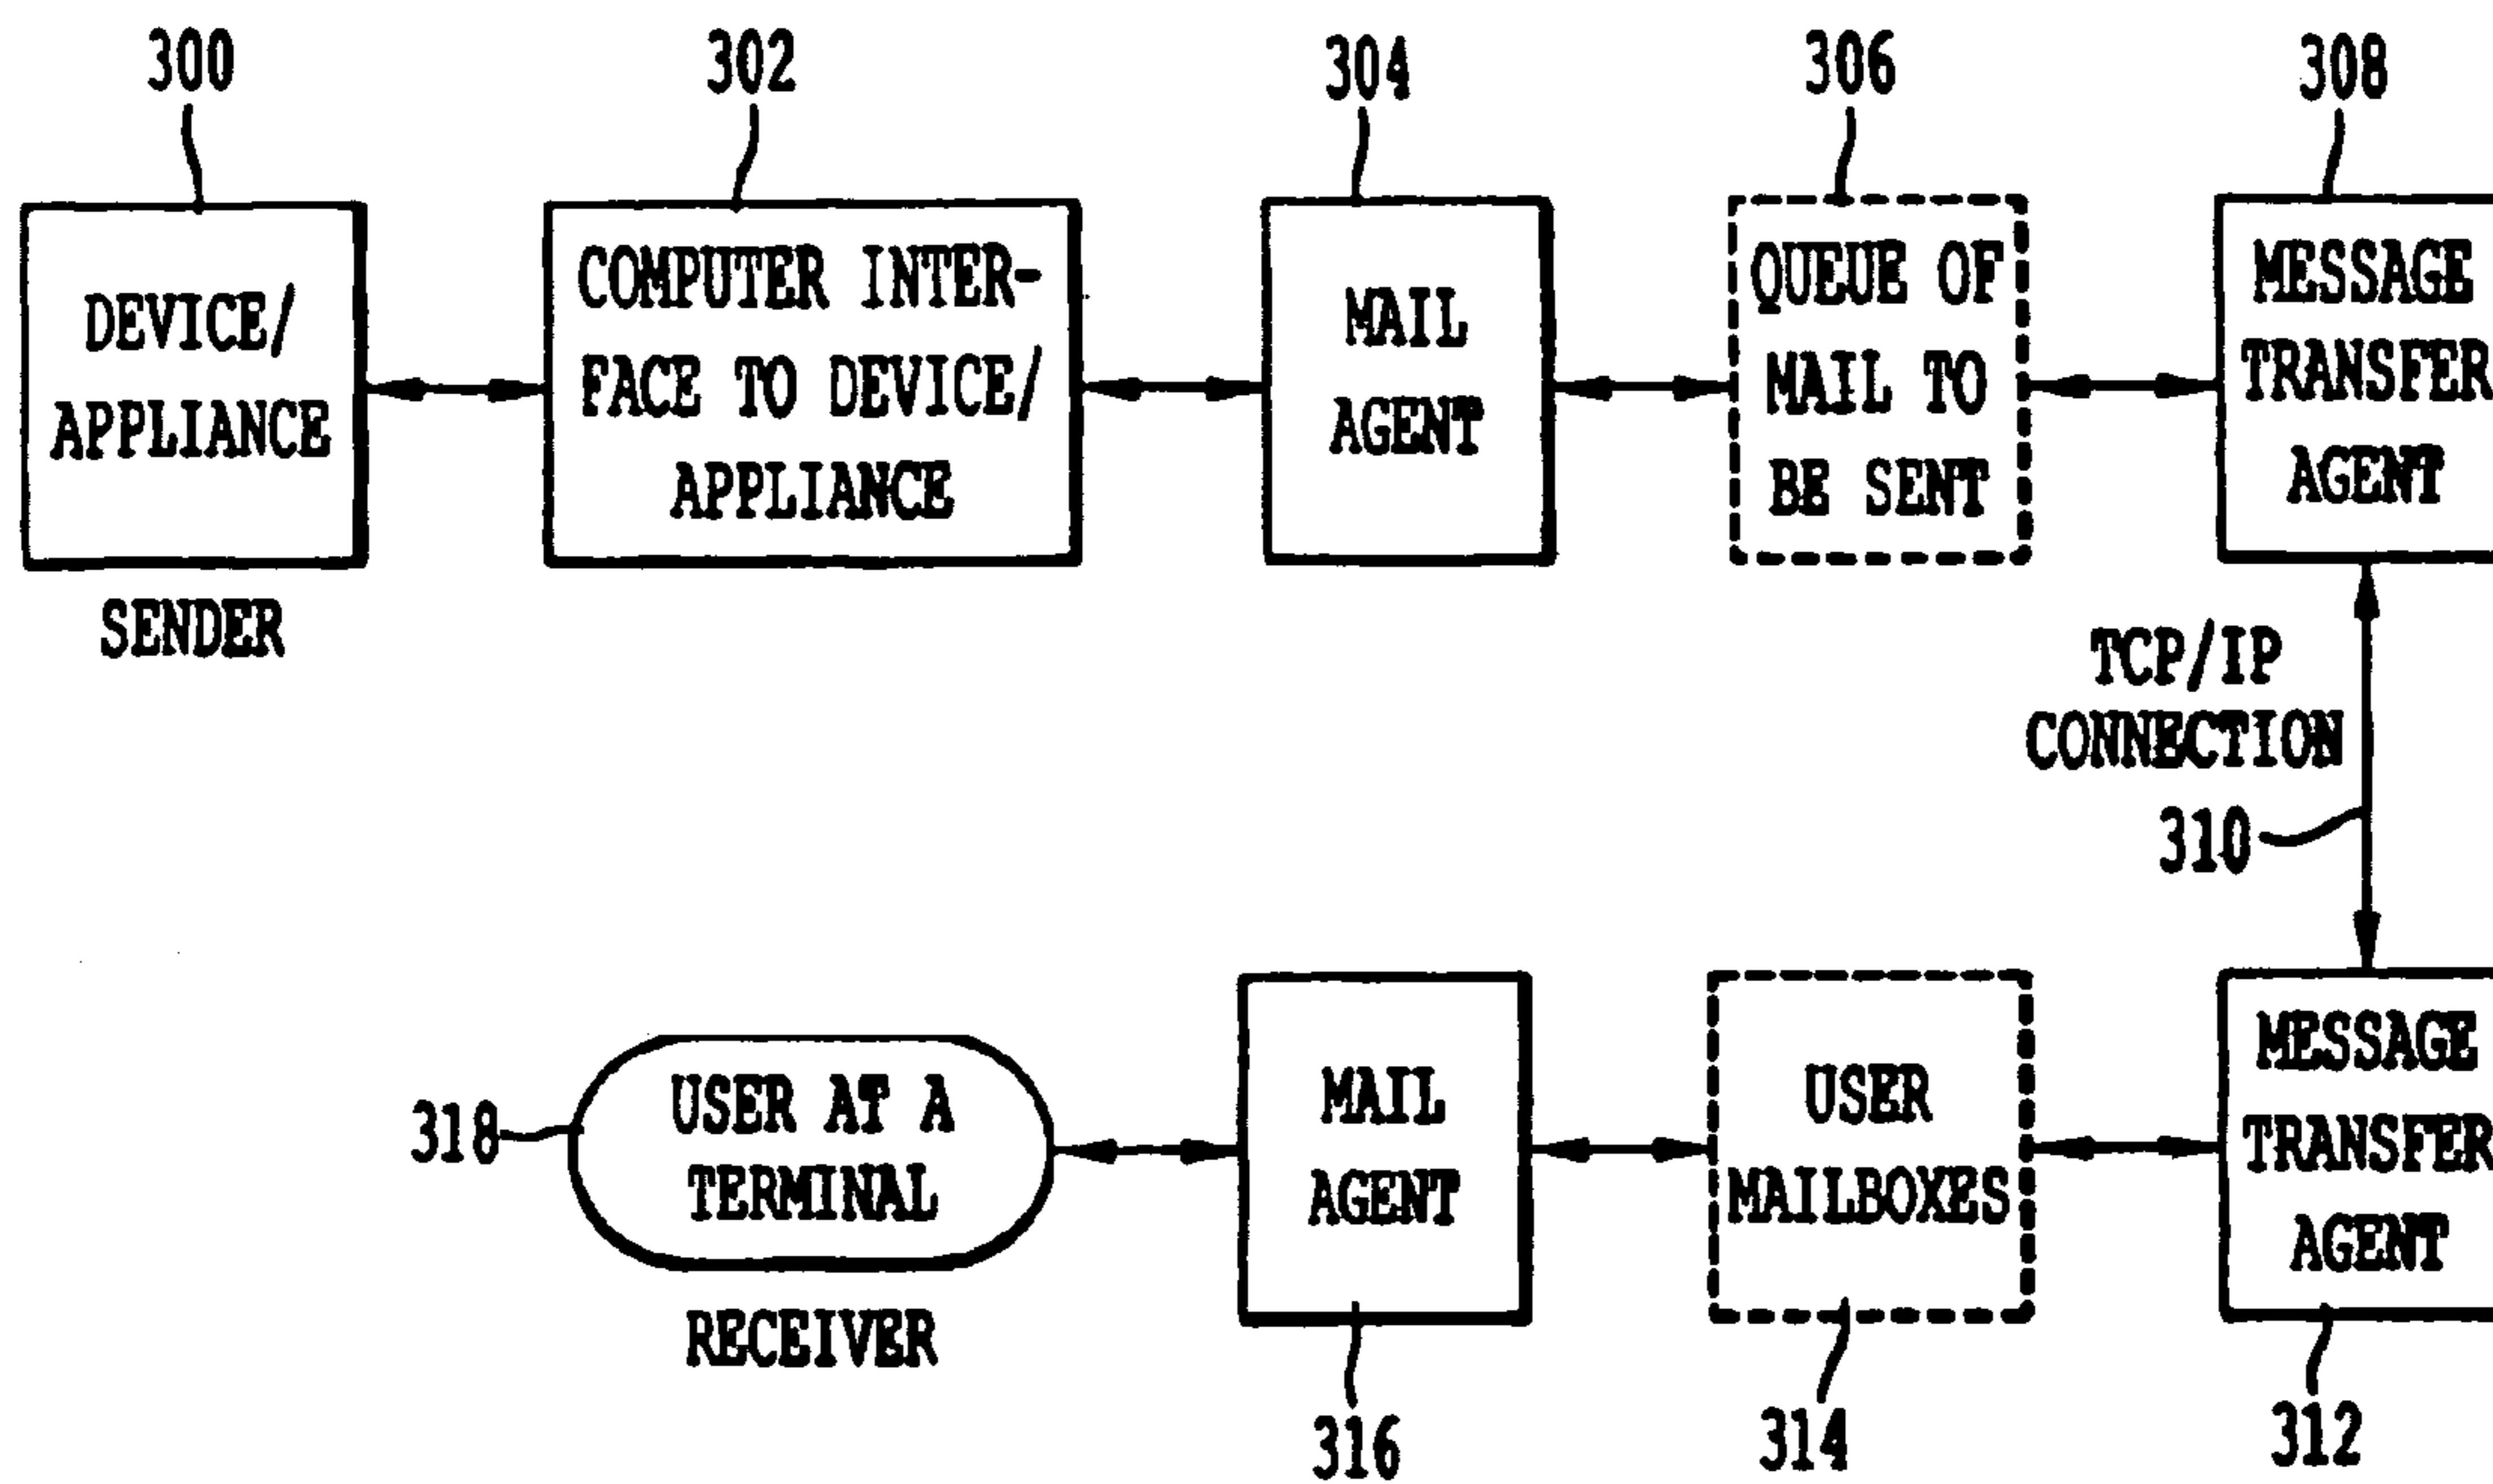 300
302
304
306
308
DEVICE/
APPLIANCE
COMPUTER INTER-
FACE TO DEVICE/
APPLIANCE
MAIL
AGENT
QUEUE OF
MAIL TO
BE SENT
MESSAGE
TRANSFER
AGENT
SENDER
TCP/IP
CONNECTION
310
318
USER AT A
TERMINAL
RECEIVER
MAIL
AGENT
USER
MAILBOXES
MESSAGE
TRANSFER
AGENT
316
314
312